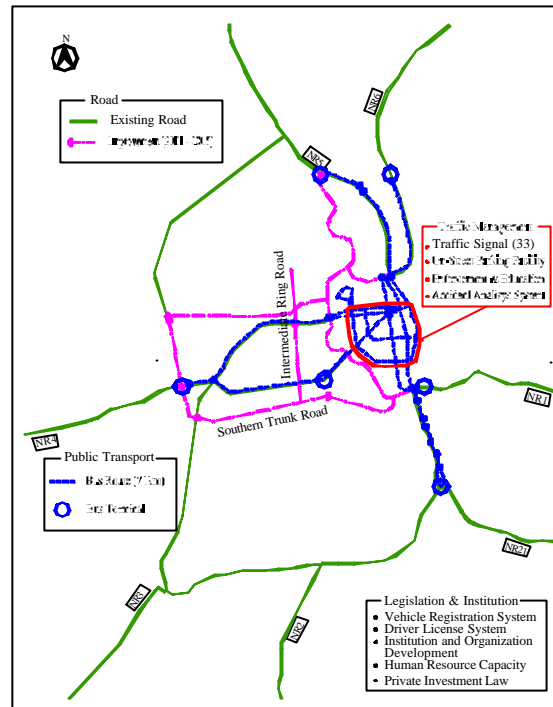 N
Road
Existing Road
NR5
NR6
Traffic Management
Traffic Signal (33)
Intermediate Ring Road
Southern Trunk Road
NR4
NR1
Public Transport
Bus Terminal
NR21
NR3
NR2
Legislation & Institution
Vehicle Registration System
Driver License System
Institution and Organization
Development
Human Resource Capacity
Private Investment Law